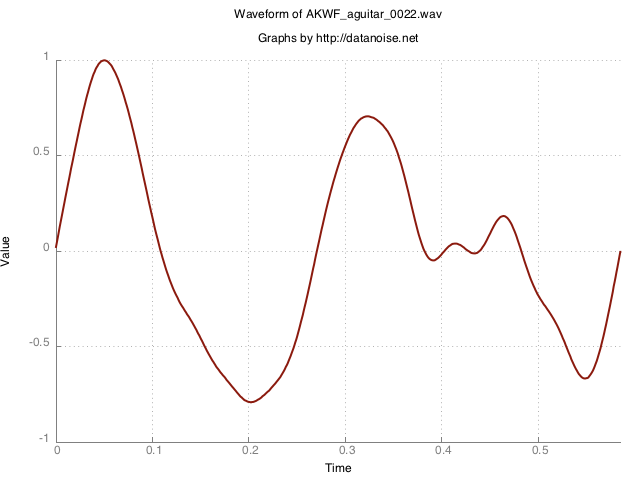 Waveform of AKWF_aguitar_0022.wav
Graphs by http://datanoise.net
1
0.5
0
-0.5
-1
Value
0 0.1 0.2 0.3 0.4 0.5
Time